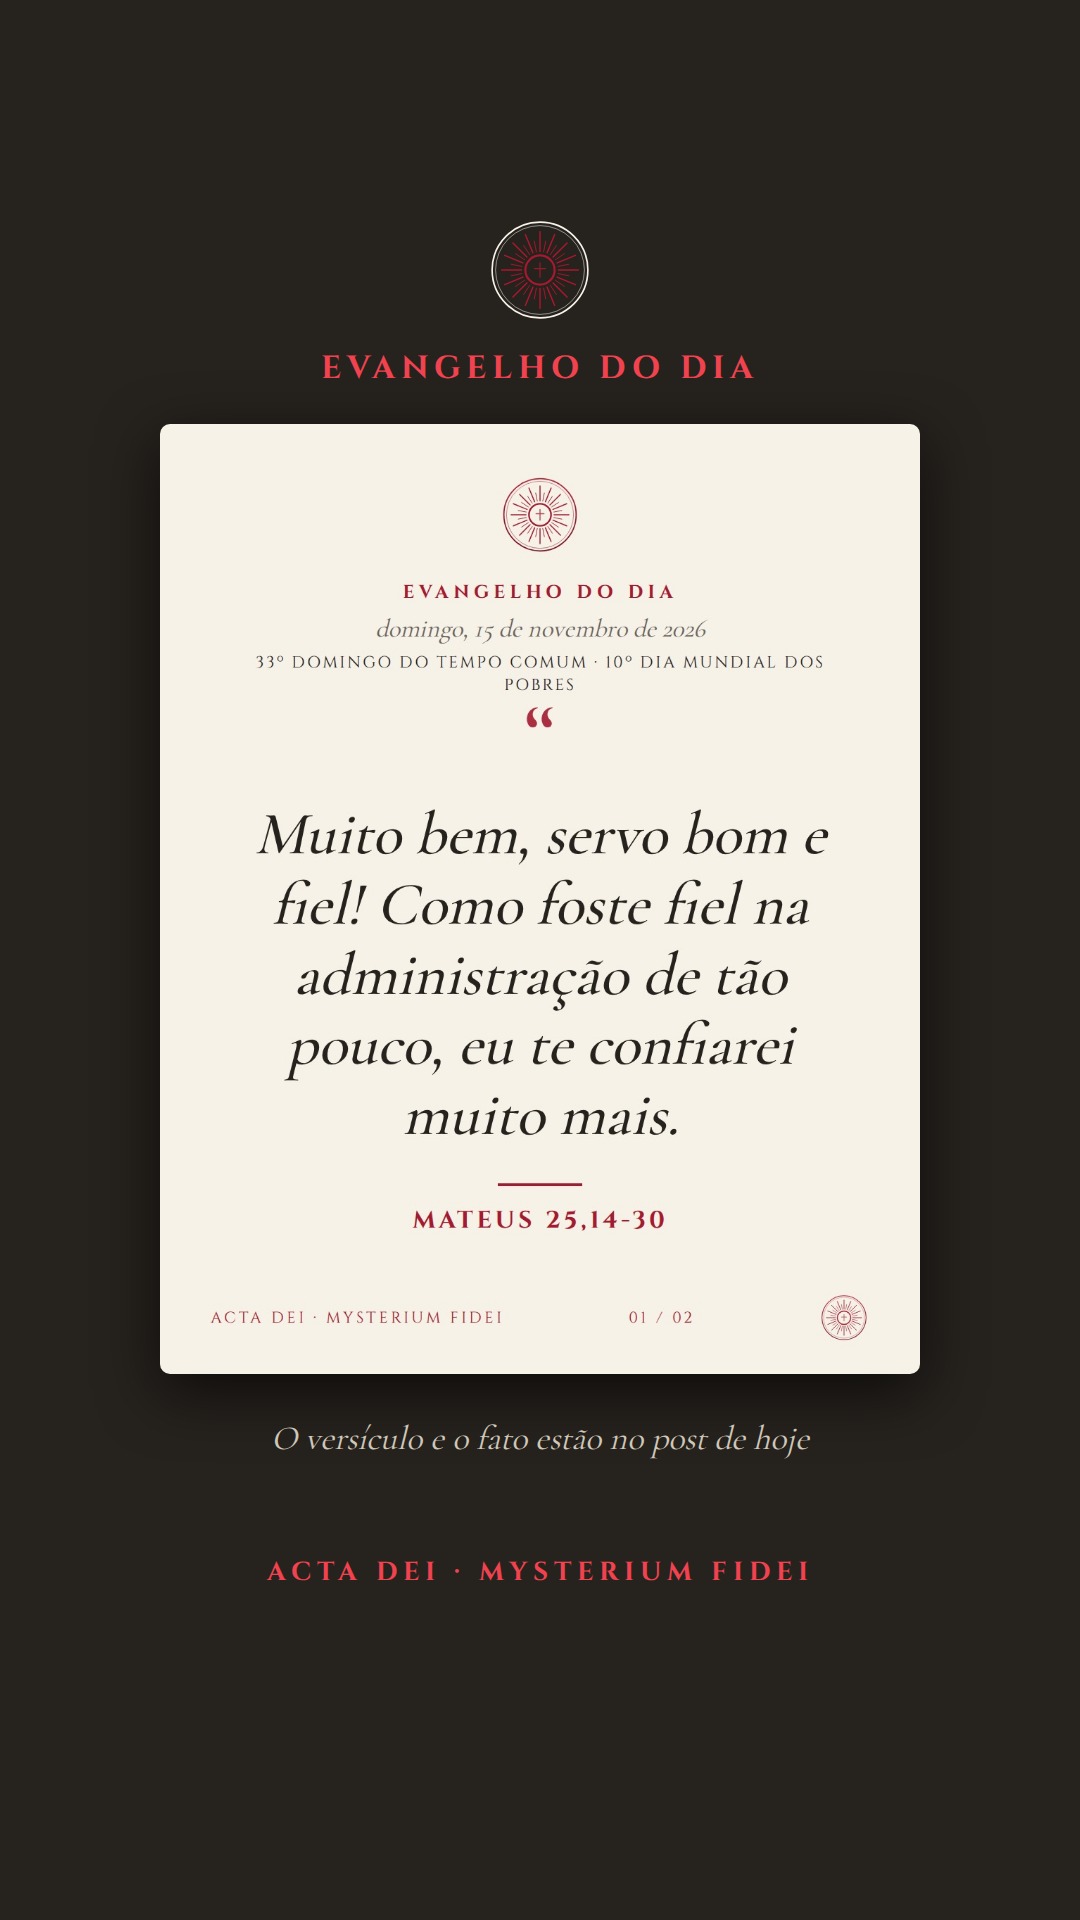 EVANGELHO DO DIA
EVANGELHO DO DIA
domingo, 15 de novembro de 2026
33º DOMINGO DO TEMPO COMUM · 10º DIA MUNDIAL DOS
POBRES
“
Muito bem, servo bom e
fiel! Como foste fiel na
administração de tão
pouco, eu te confiarei
muito mais.
MATEUS 25,14-30
ACTA DEI · MYSTERIUM FIDEI 01 / 02
O versículo e o fato estão no post de hoje
ACTA DEI · MYSTERIUM FIDEI